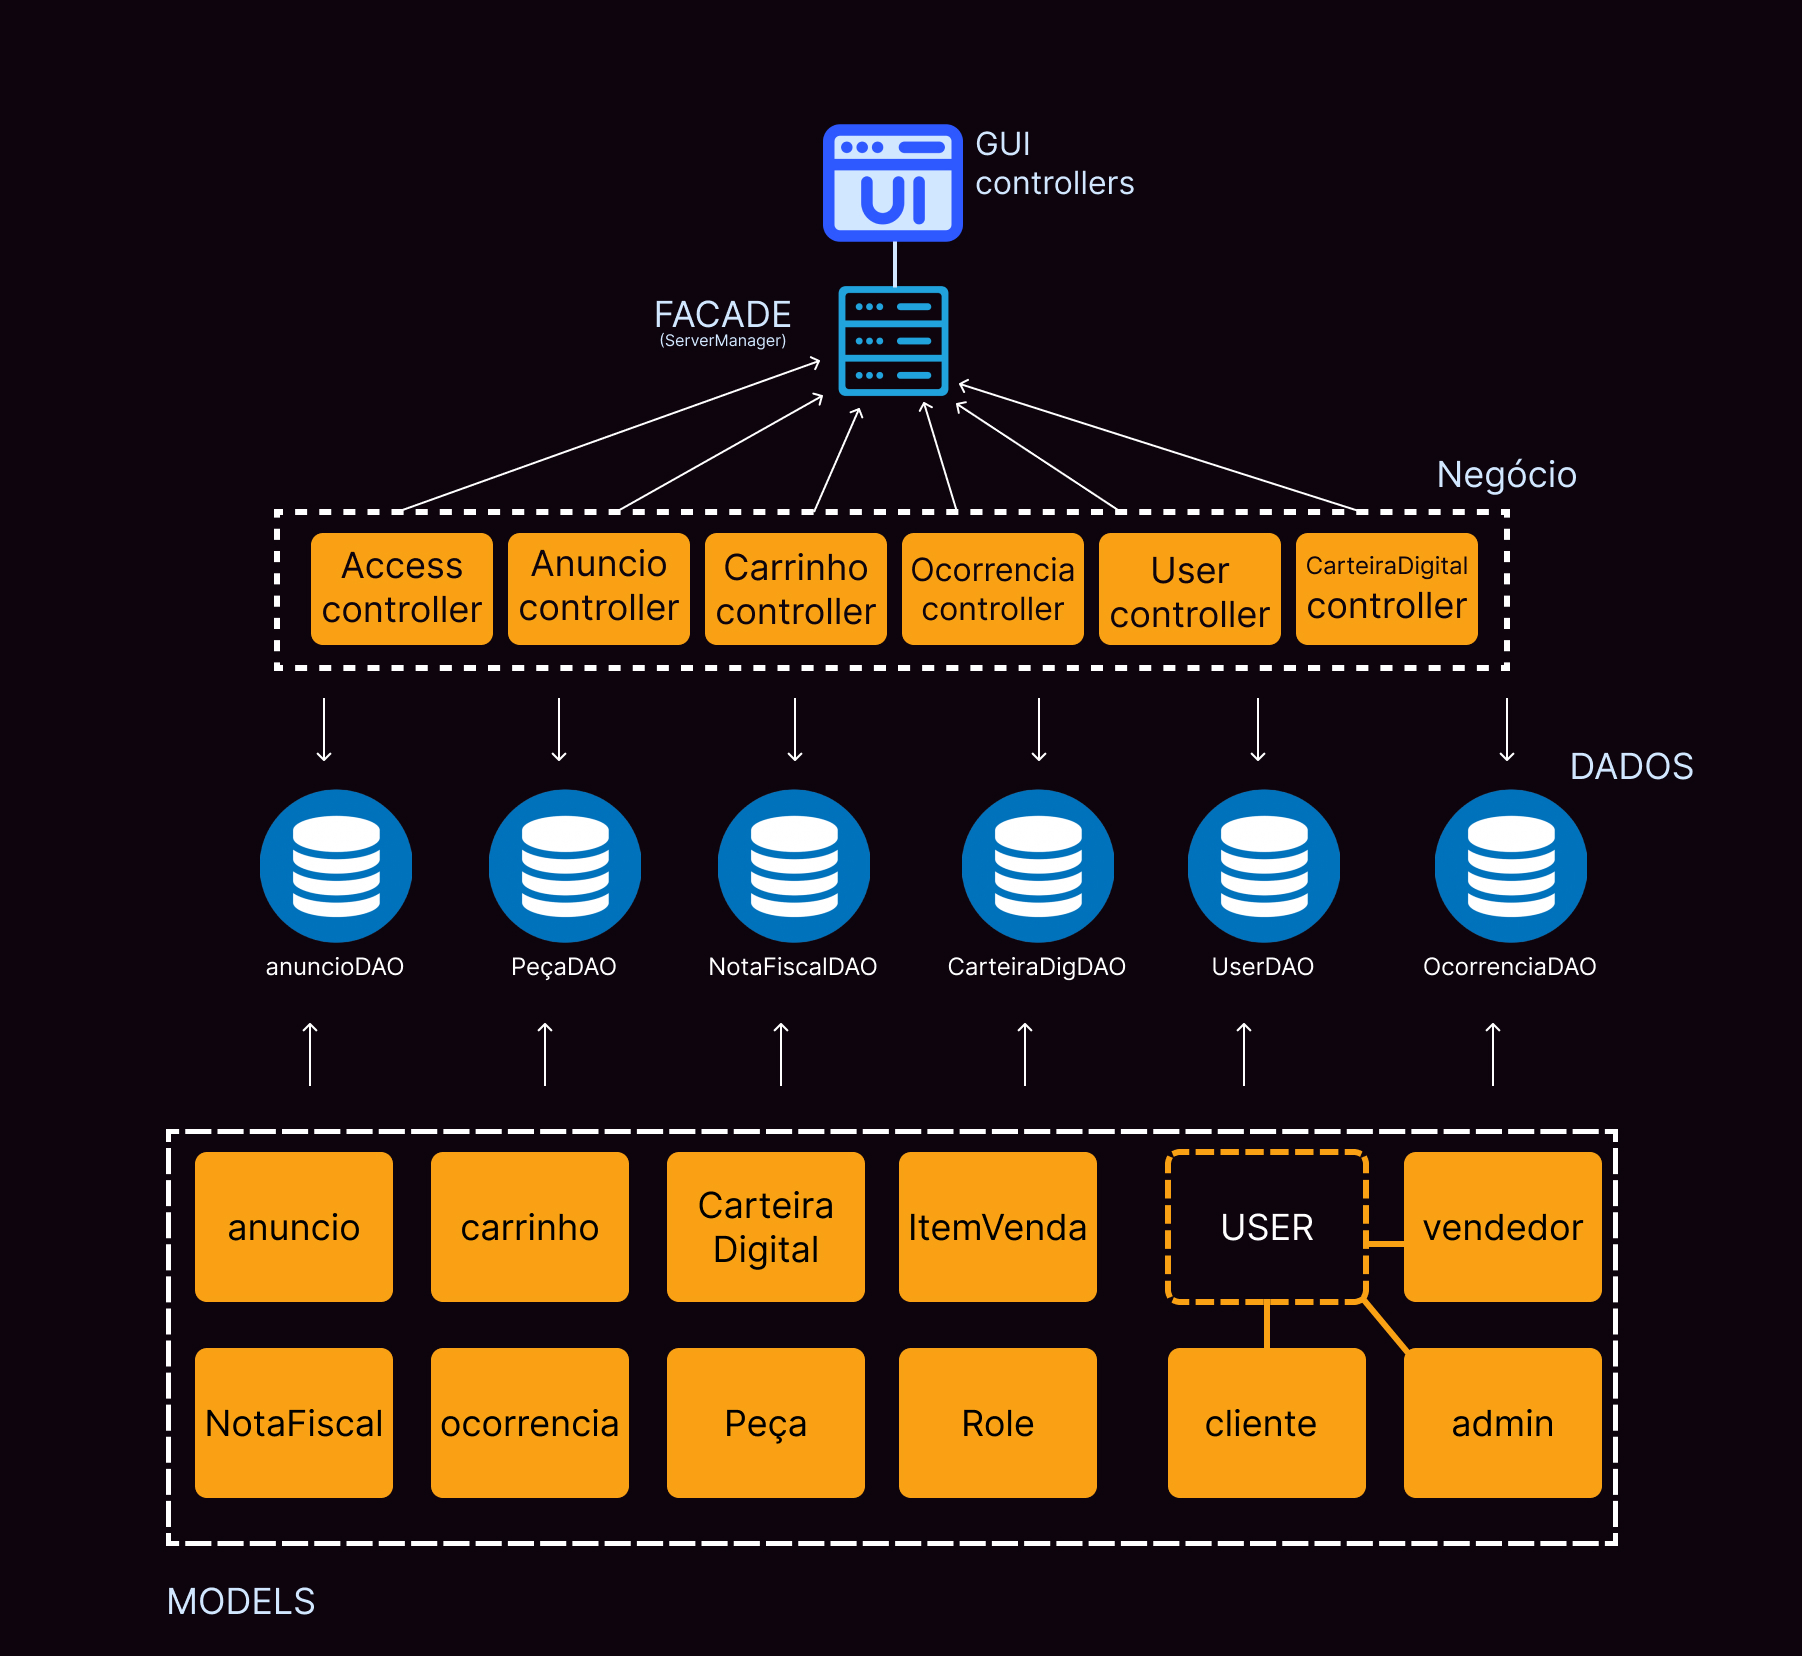 UI
GUI
controllers
FACADE
(ServerManager)
Negócio
Access
controller
Anuncio
controller
Carrinho
controller
Ocorrencia
controller
User
controller
CarteiraDigital
controller
DADOS
anuncioDAO
PeçaDAO
NotaFiscalDAO
CarteiraDigDAO
UserDAO
OcorrenciaDAO
anuncio
carrinho
Carteira
Digital
ItemVenda
USER
vendedor
NotaFiscal
ocorrencia
Peça
Role
cliente
admin
MODELS